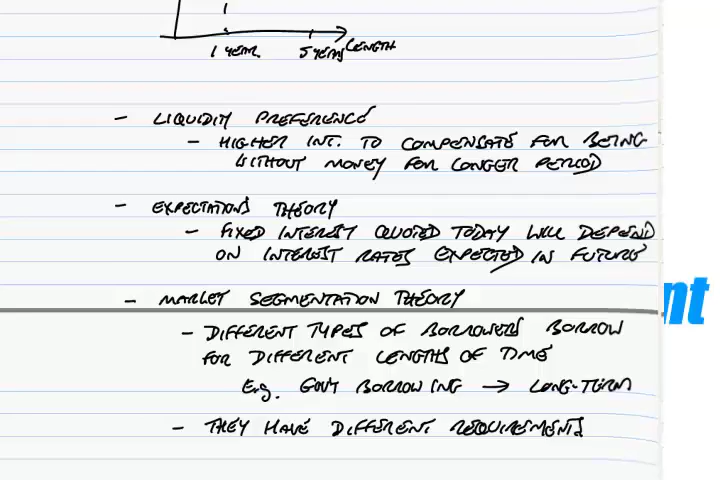 1 YEAR. 5 YEARS LENGTH
- LIQUIDITY PREFERENCE
- HIGHER INT. TO COMPENSATE FOR BEING
WITHOUT MONEY FOR LONGER PERIOD
- EXPECTATIONS THEORY
- FIXED INTEREST QUOTED TODAY WILL DEPEND
ON INTEREST RATES EXPECTED IN FUTURE
- MARKET SEGMENTATION THEORY
- DIFFERENT TYPES OF BORROWERS BORROW
FOR DIFFERENT LENGTHS OF TIME
E.g. GOVT BORROWING → LONG-TERM
- THEY HAVE DIFFERENT REQUIREMENTS
nt